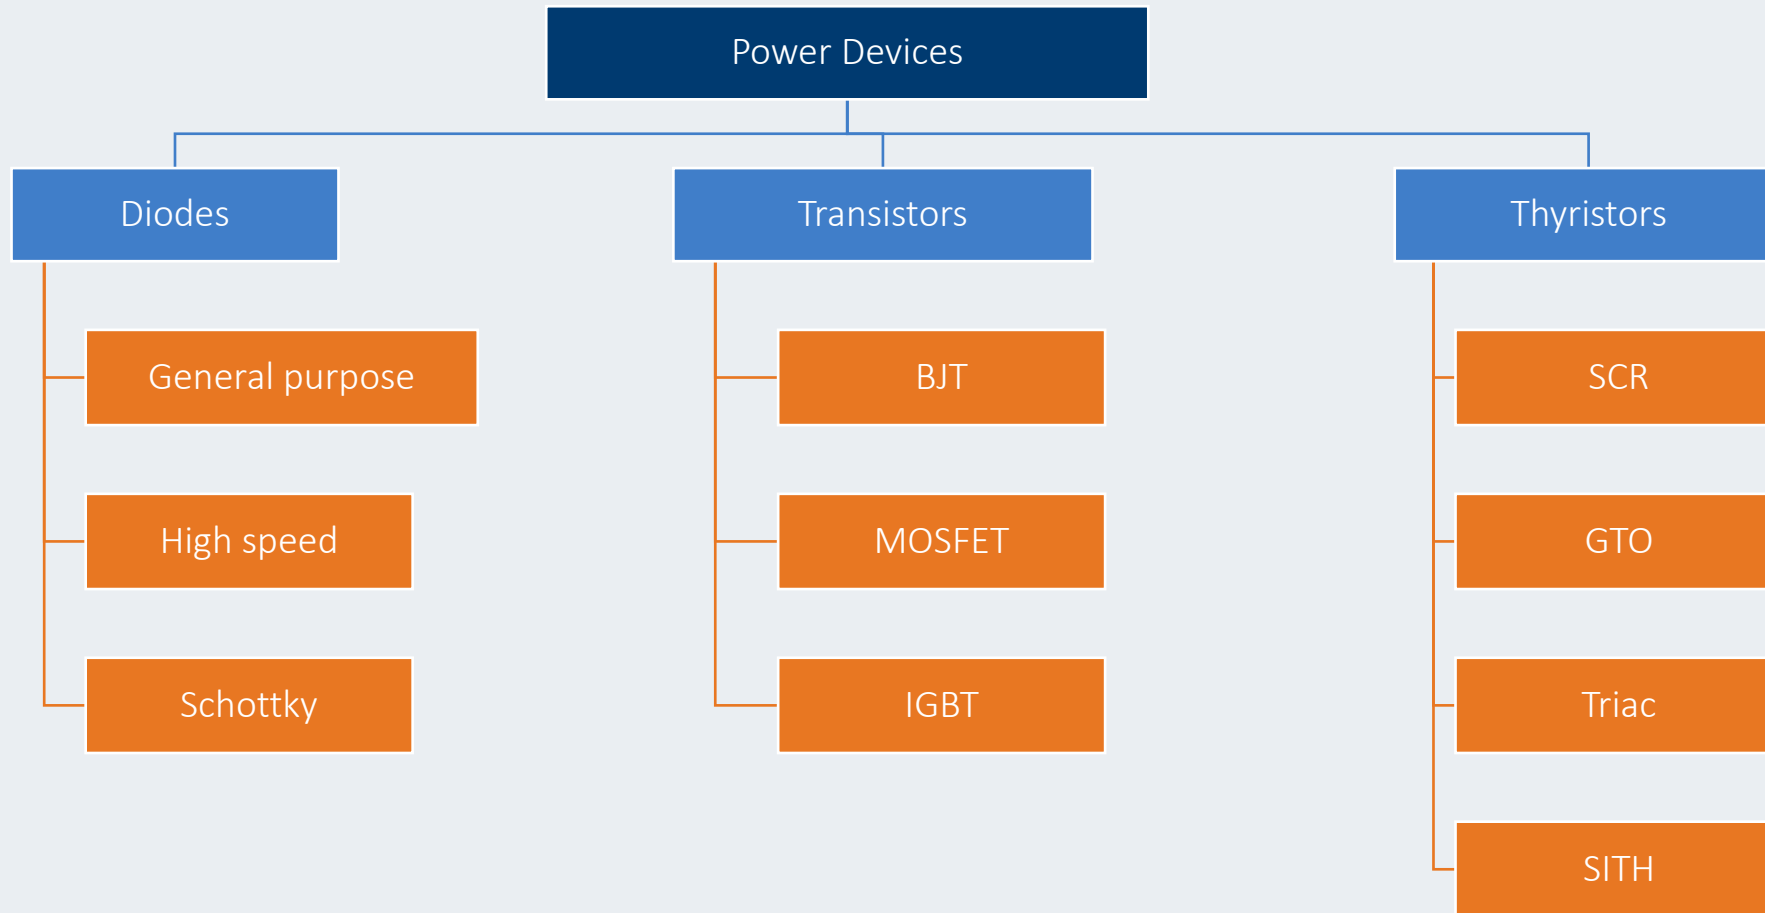 Power Devices
Diodes
Transistors
Thyristors
General purpose
BJT
SCR
High speed
MOSFET
GTO
Schottky
IGBT
Triac
SITH